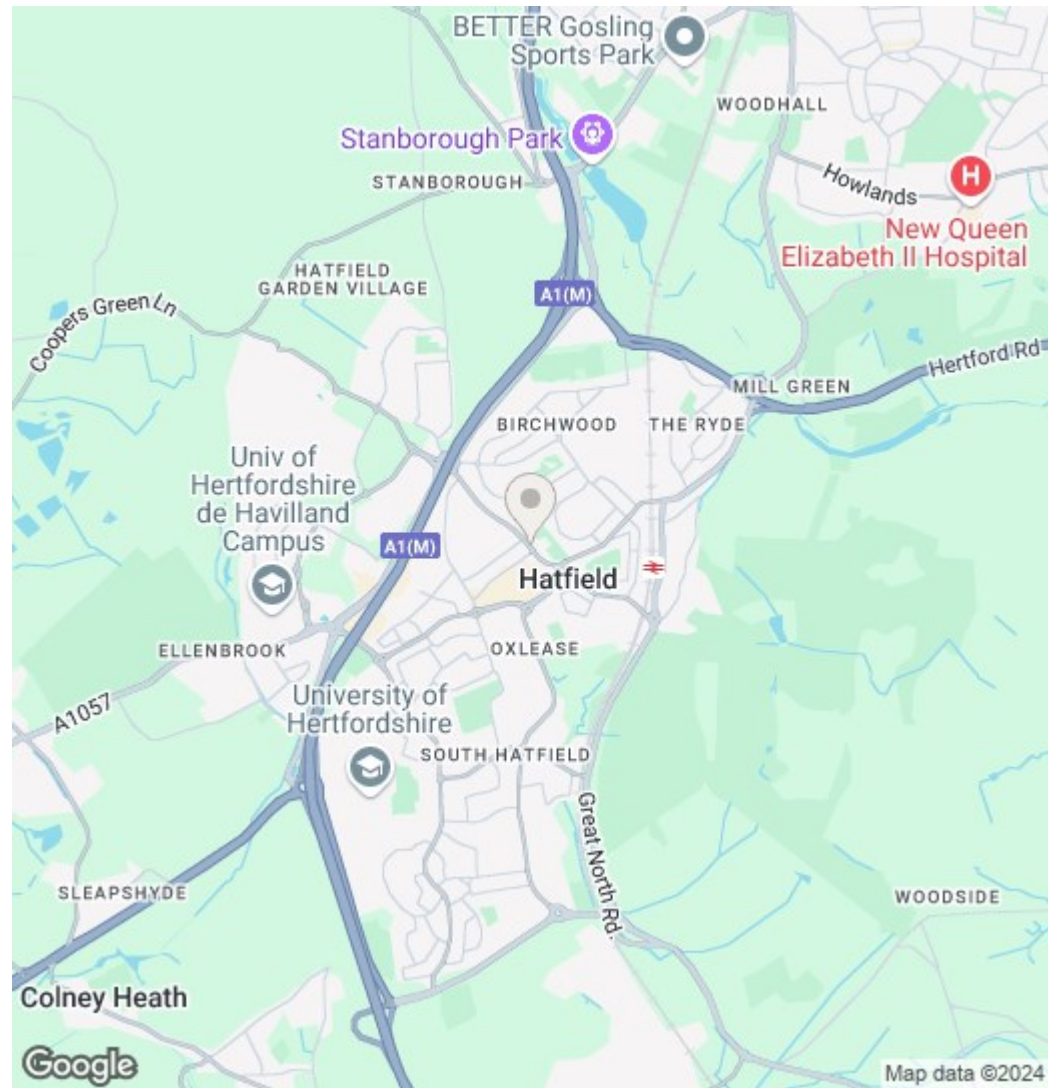 BETTER Gosling
Sports Park
WOODHALL
Stanborough Park
STANBOROUGH
Howlands
New Queen
Elizabeth II Hospital
HATFIELD
GARDEN VILLAGE
A1(M)
Coopers Green Ln
Hertford Rd
MILL GREEN
BIRCHWOOD
THE RYDE
Univ of
Hertfordshire
de Havilland
Campus
A1(M)
Hatfield
ELLENBROOK
OXLEASE
A1057
University of
Hertfordshire
SOUTH HATFIELD
Great North Rd
SLEAPSHYDE
WOODSIDE
Colney Heath
Google
Map data ©2024
H